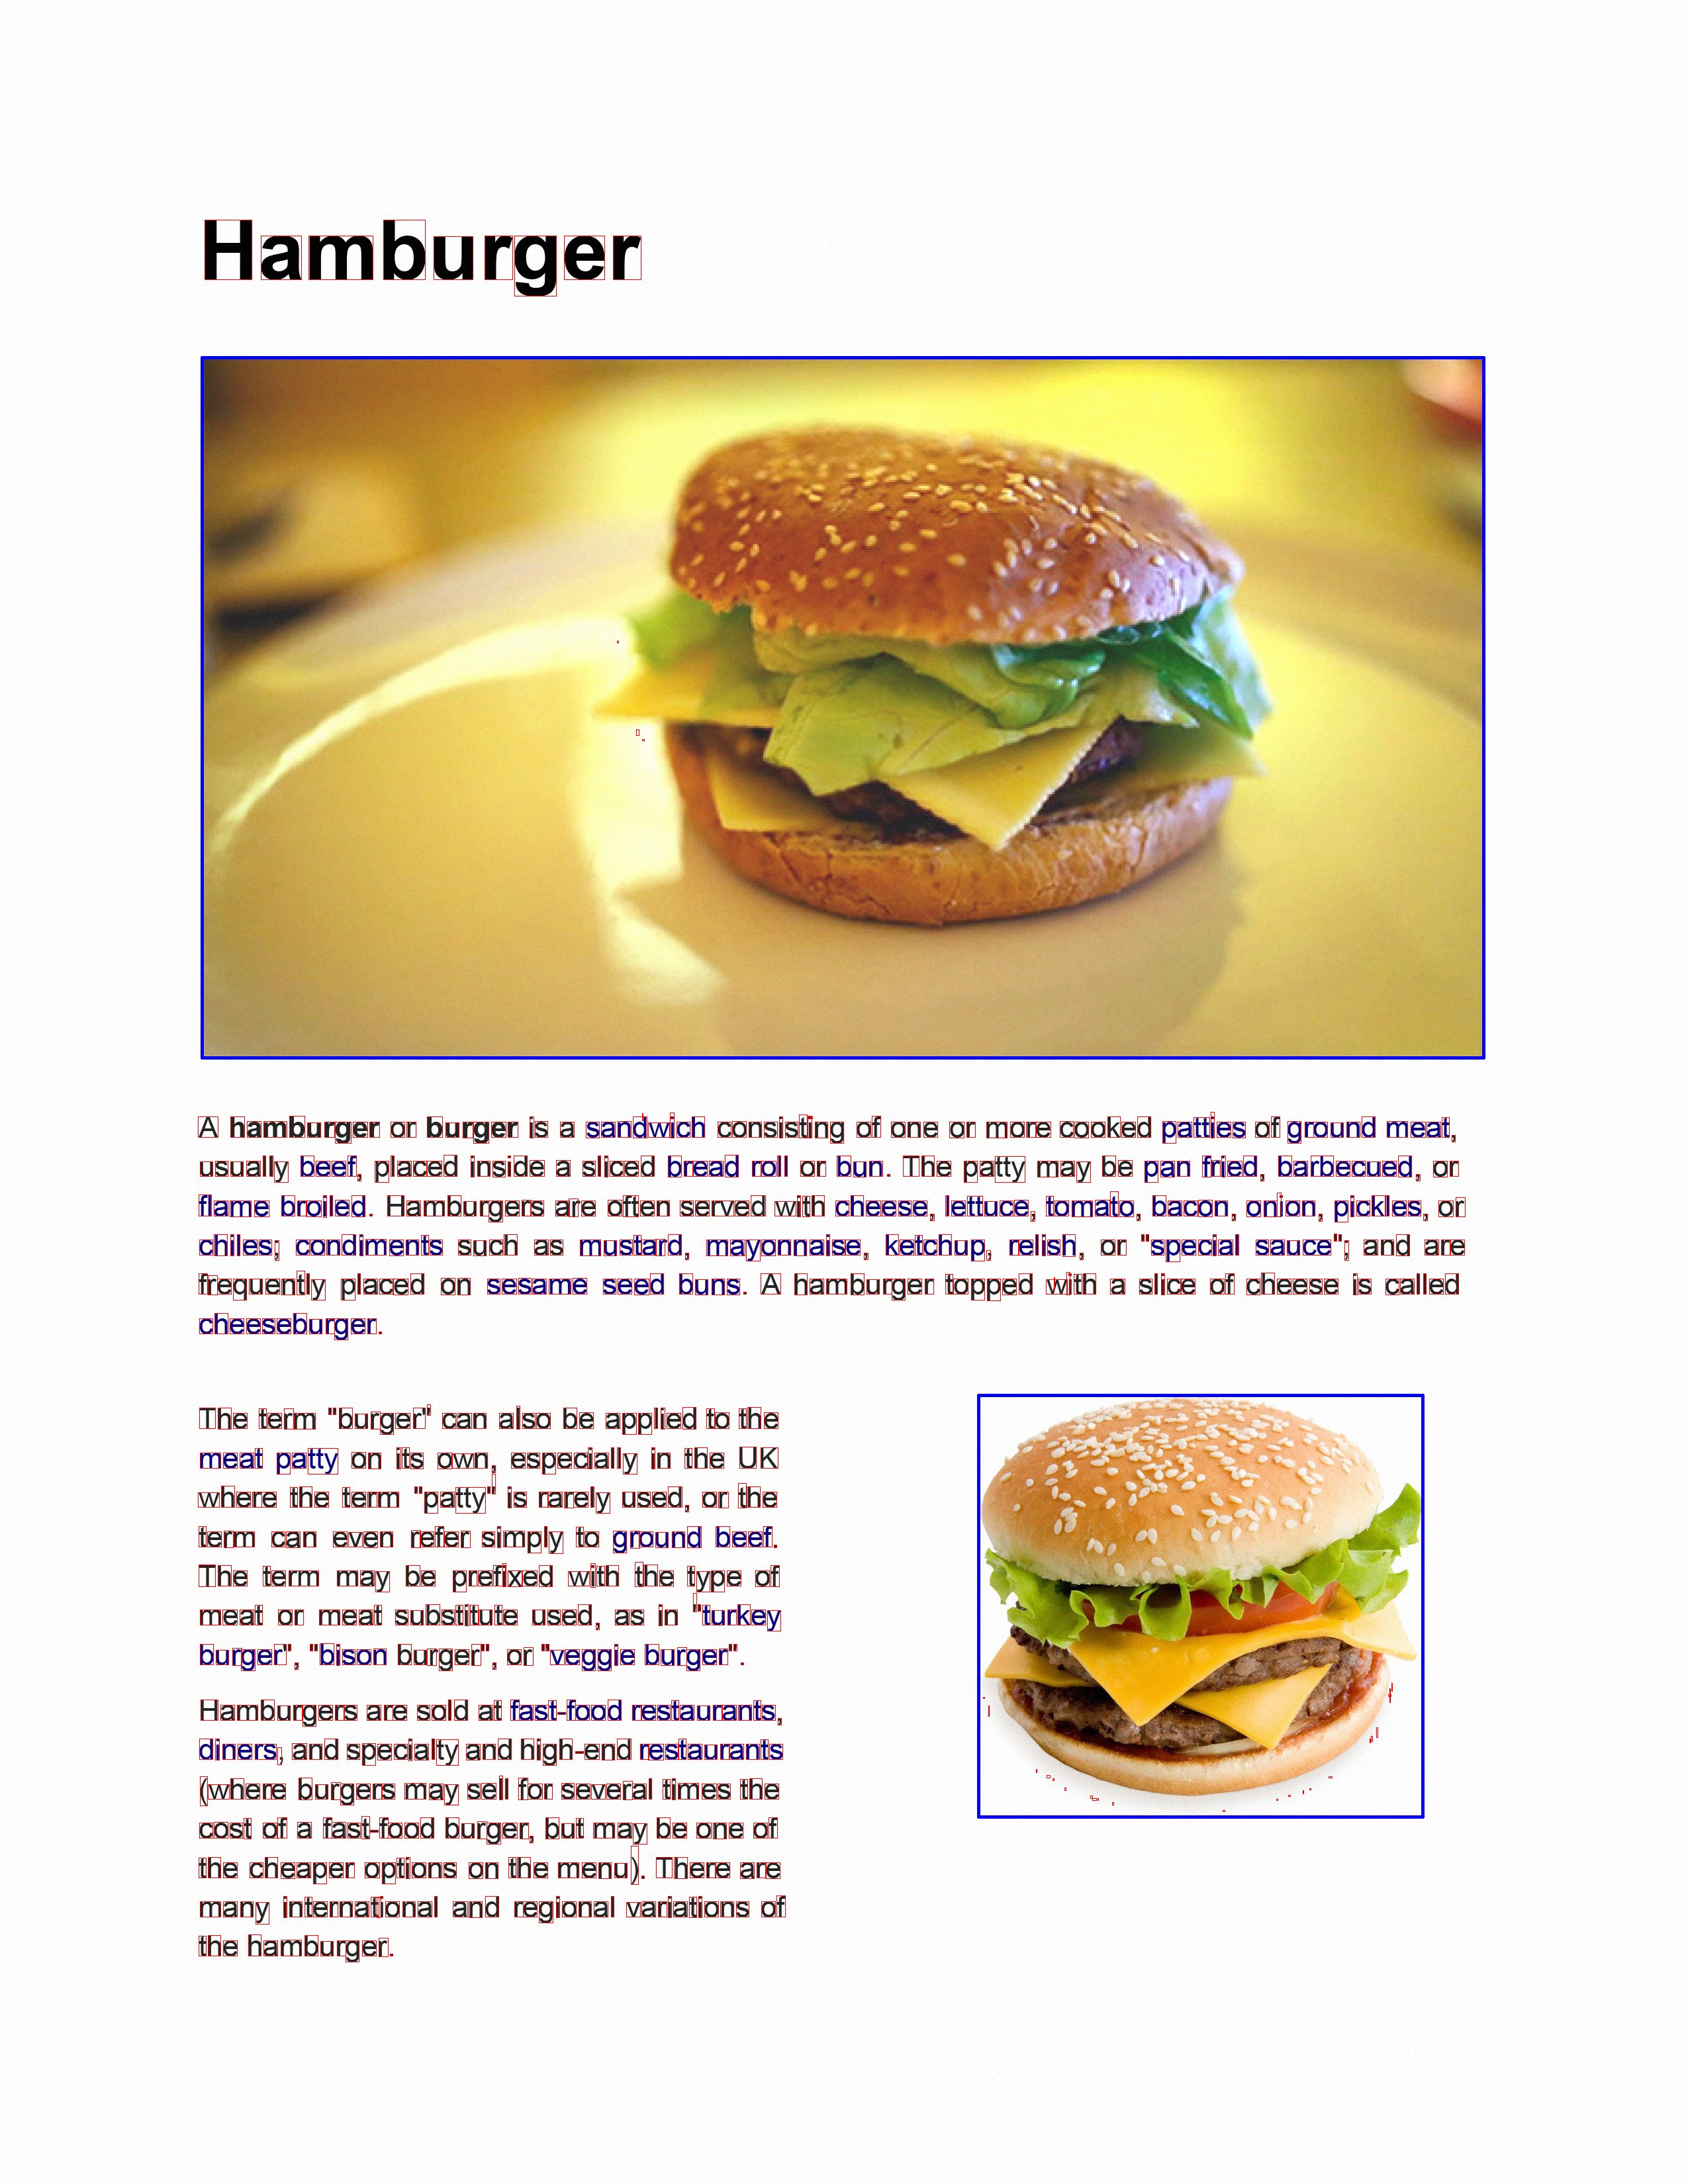 Hamburger
A hamburger or burger is a sandwich consisting of one or more cooked patties of ground meat,
usually beef, placed inside a sliced bread roll or bun. The patty may be pan fried, barbecued, or
flame broiled. Hamburgers are often served with cheese, lettuce, tomato, bacon, onion, pickles, or
chiles; condiments such as mustard, mayonnaise, ketchup, relish, or "special sauce"; and are
frequently placed on sesame seed buns. A hamburger topped with a slice of cheese is called
cheeseburger.
The term "burger" can also be applied to the
meat patty on its own, especially in the UK
where the term "patty" is rarely used, or the
term can even refer simply to ground beef.
The term may be prefixed with the type of
meat or meat substitute used, as in "turkey
burger", "bison burger", or "veggie burger".
Hamburgers are sold at fast-food restaurants,
diners, and specialty and high-end restaurants
(where burgers may sell for several times the
cost of a fast-food burger, but may be one of
the cheaper options on the menu). There are
many international and regional variations of
the hamburger.